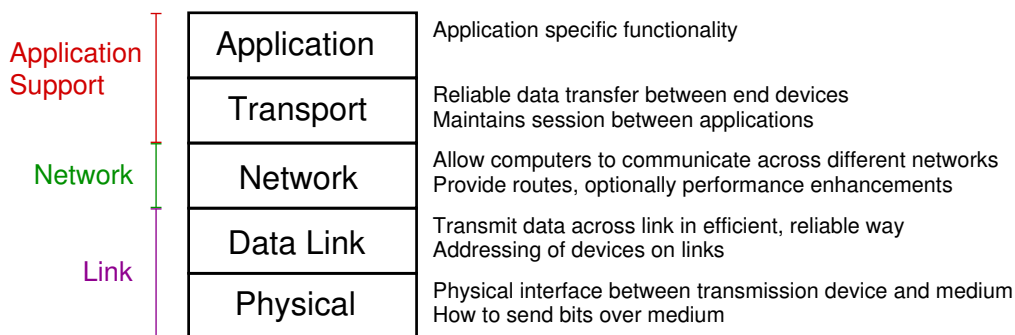 Application
Support
Application
Application specific functionality
Transport
Reliable data transfer between end devices
Maintains session between applications
Network
Network
Allow computers to communicate across different networks
Provide routes, optionally performance enhancements
Link
Data Link
Transmit data across link in efficient, reliable way
Addressing of devices on links
Physical
Physical interface between transmission device and medium
How to send bits over medium